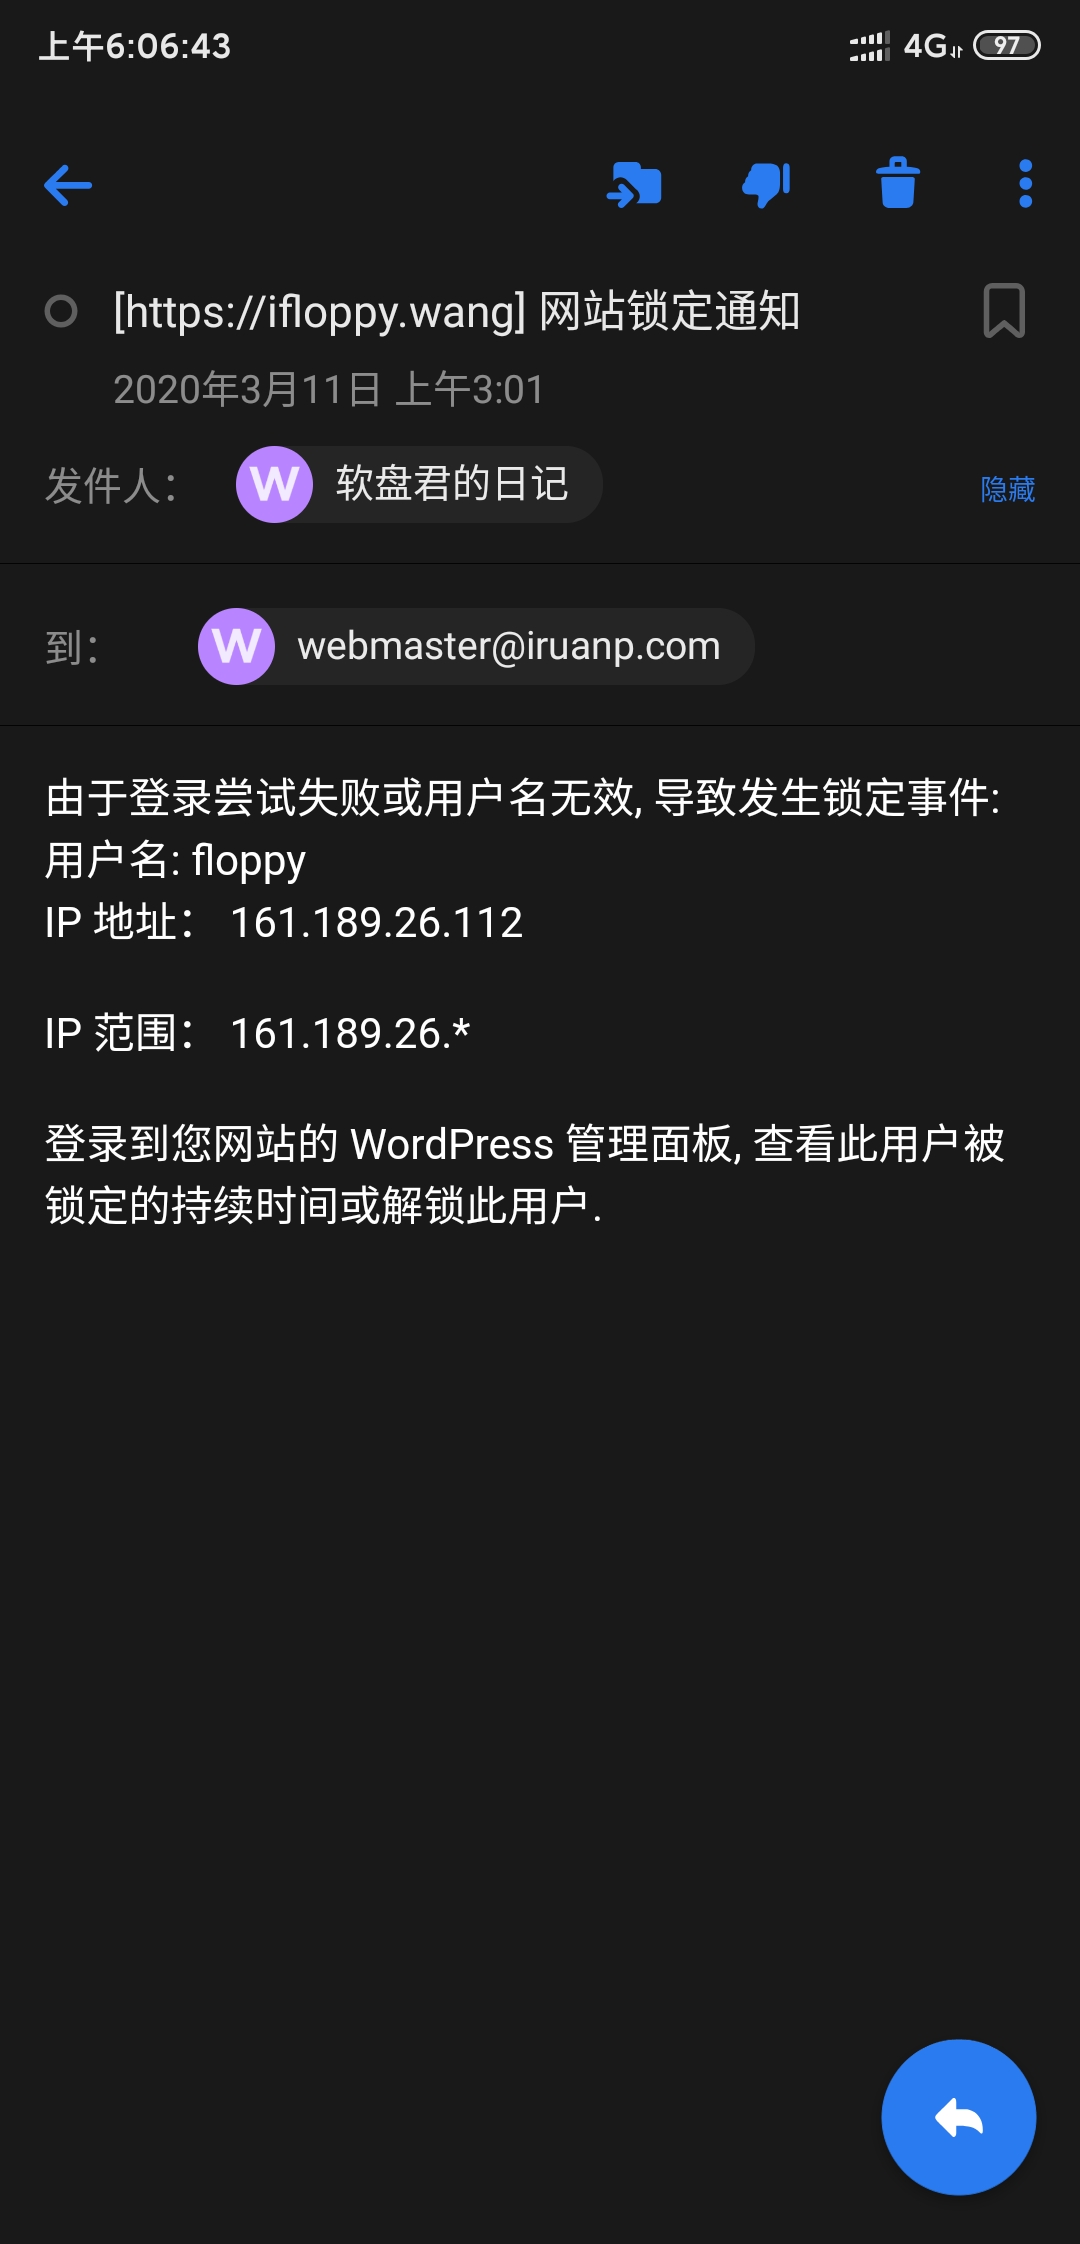 上午6:06:43
4G
97
[https://ifloppy.wang] 网站锁定通知
2020年3月11日 上午3:01
发件人：
W
软盘君的日记
隐藏
到：
W
webmaster@iruanp.com
由于登录尝试失败或用户名无效, 导致发生锁定事件:
用户名: floppy
IP 地址： 161.189.26.112
IP 范围： 161.189.26.*
登录到您网站的 WordPress 管理面板, 查看此用户被
锁定的持续时间或解锁此用户.